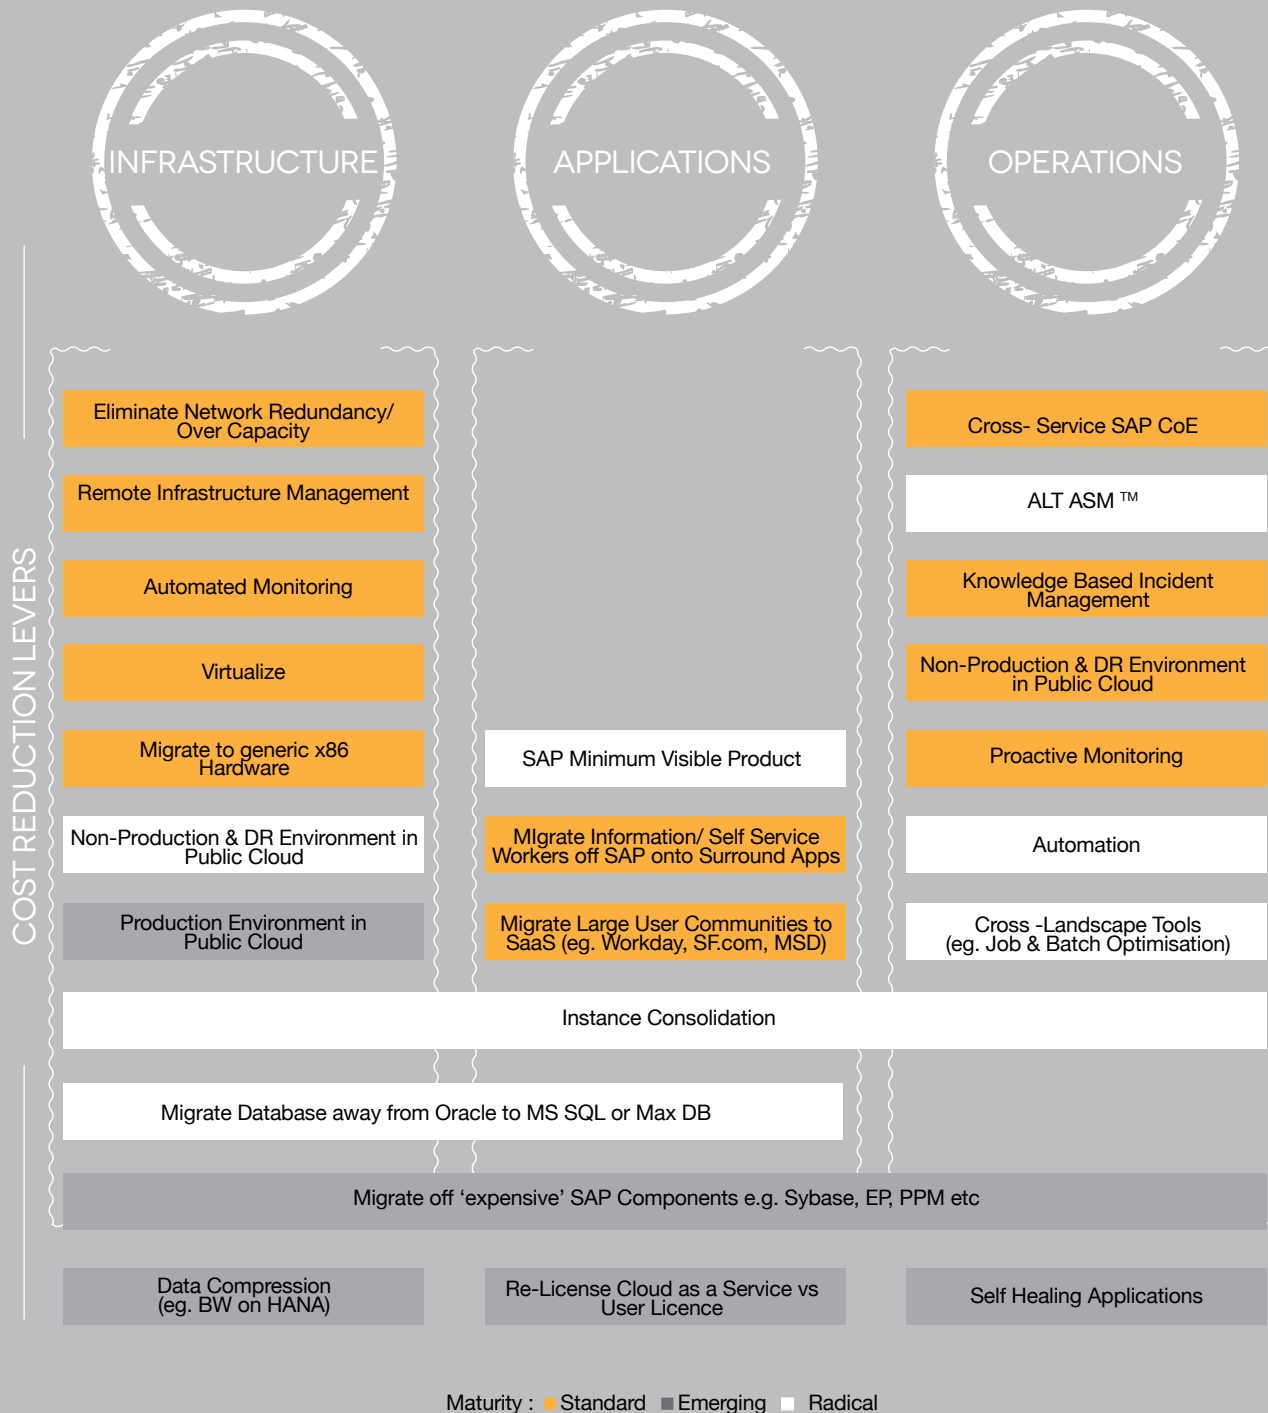 INFRASTRUCTURE
APPLICATIONS
OPERATIONS
COST REDUCTION LEVERS
Eliminate Network Redundancy/
Over Capacity
Remote Infrastructure Management
Automated Monitoring
Virtualize
Migrate to generic x86
Hardware
Non-Production & DR Environment in
Public Cloud
Production Environment in
Public Cloud
SAP Minimum Visible Product
MIgrate Information/ Self Service
Workers off SAP onto Surround Apps
Migrate Large User Communities to
SaaS (eg. Workday, SF.com, MSD)
Cross- Service SAP CoE
ALT ASM ™
Knowledge Based Incident
Management
Non-Production & DR Environment
in Public Cloud
Proactive Monitoring
Automation
Cross -Landscape Tools
(eg. Job & Batch Optimisation)
Instance Consolidation
Migrate Database away from Oracle to MS SQL or Max DB
Migrate off ‘expensive’ SAP Components e.g. Sybase, EP, PPM etc
Data Compression
(eg. BW on HANA)
Re-License Cloud as a Service vs
User Licence
Self Healing Applications
Maturity : Standard Emerging Radical